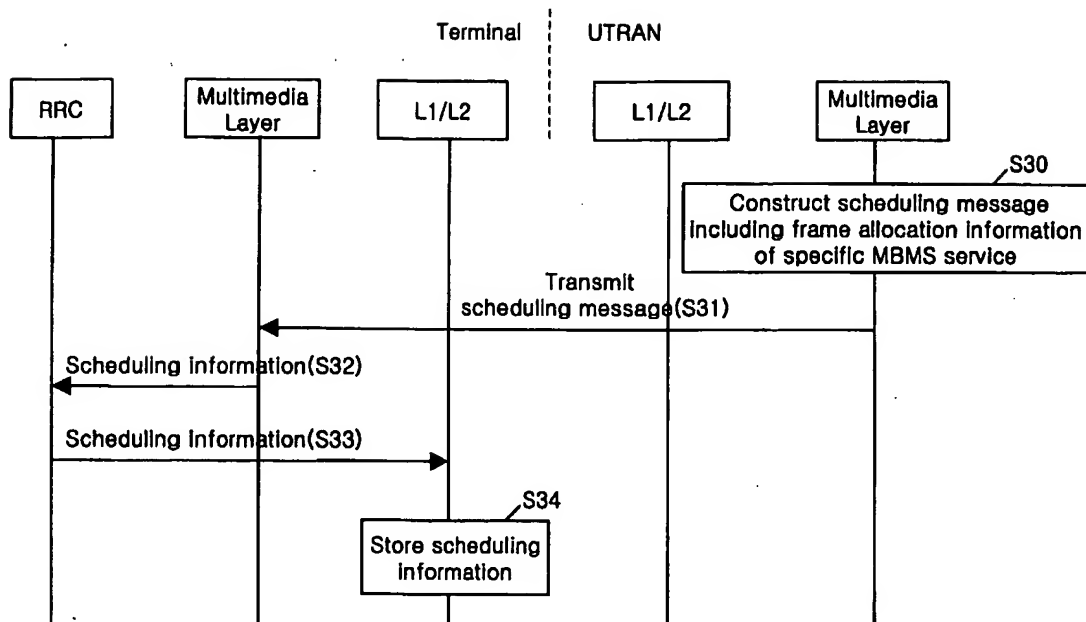 Terminal
UTRAN
RRC
Multimedia
Layer
L1/L2
L1/L2
Multimedia
Layer
S30
Construct scheduling message
including frame allocation information
of specific MBMS service
Transmit
scheduling message(S31)
Scheduling information(S32)
Scheduling information(S33)
S34
Store scheduling
information